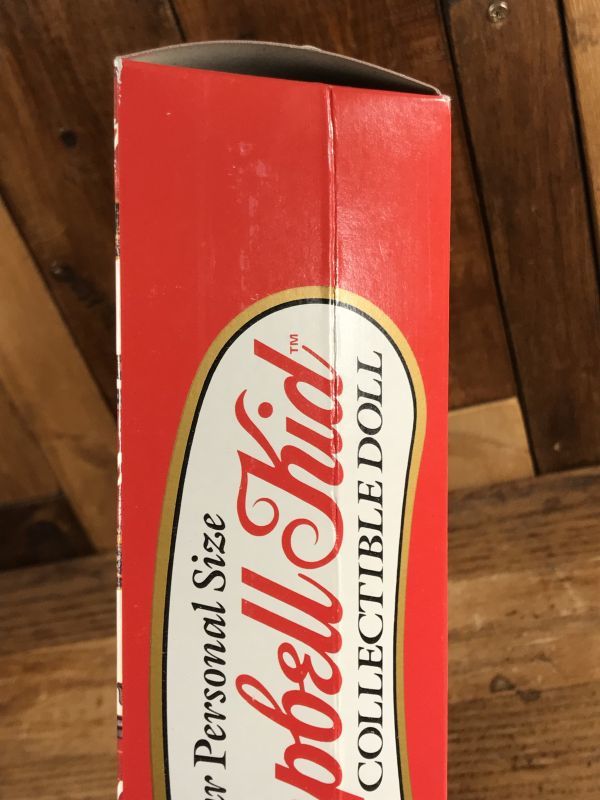 Personal Size
pbell Kid™
COLLECTIBLE DOLL